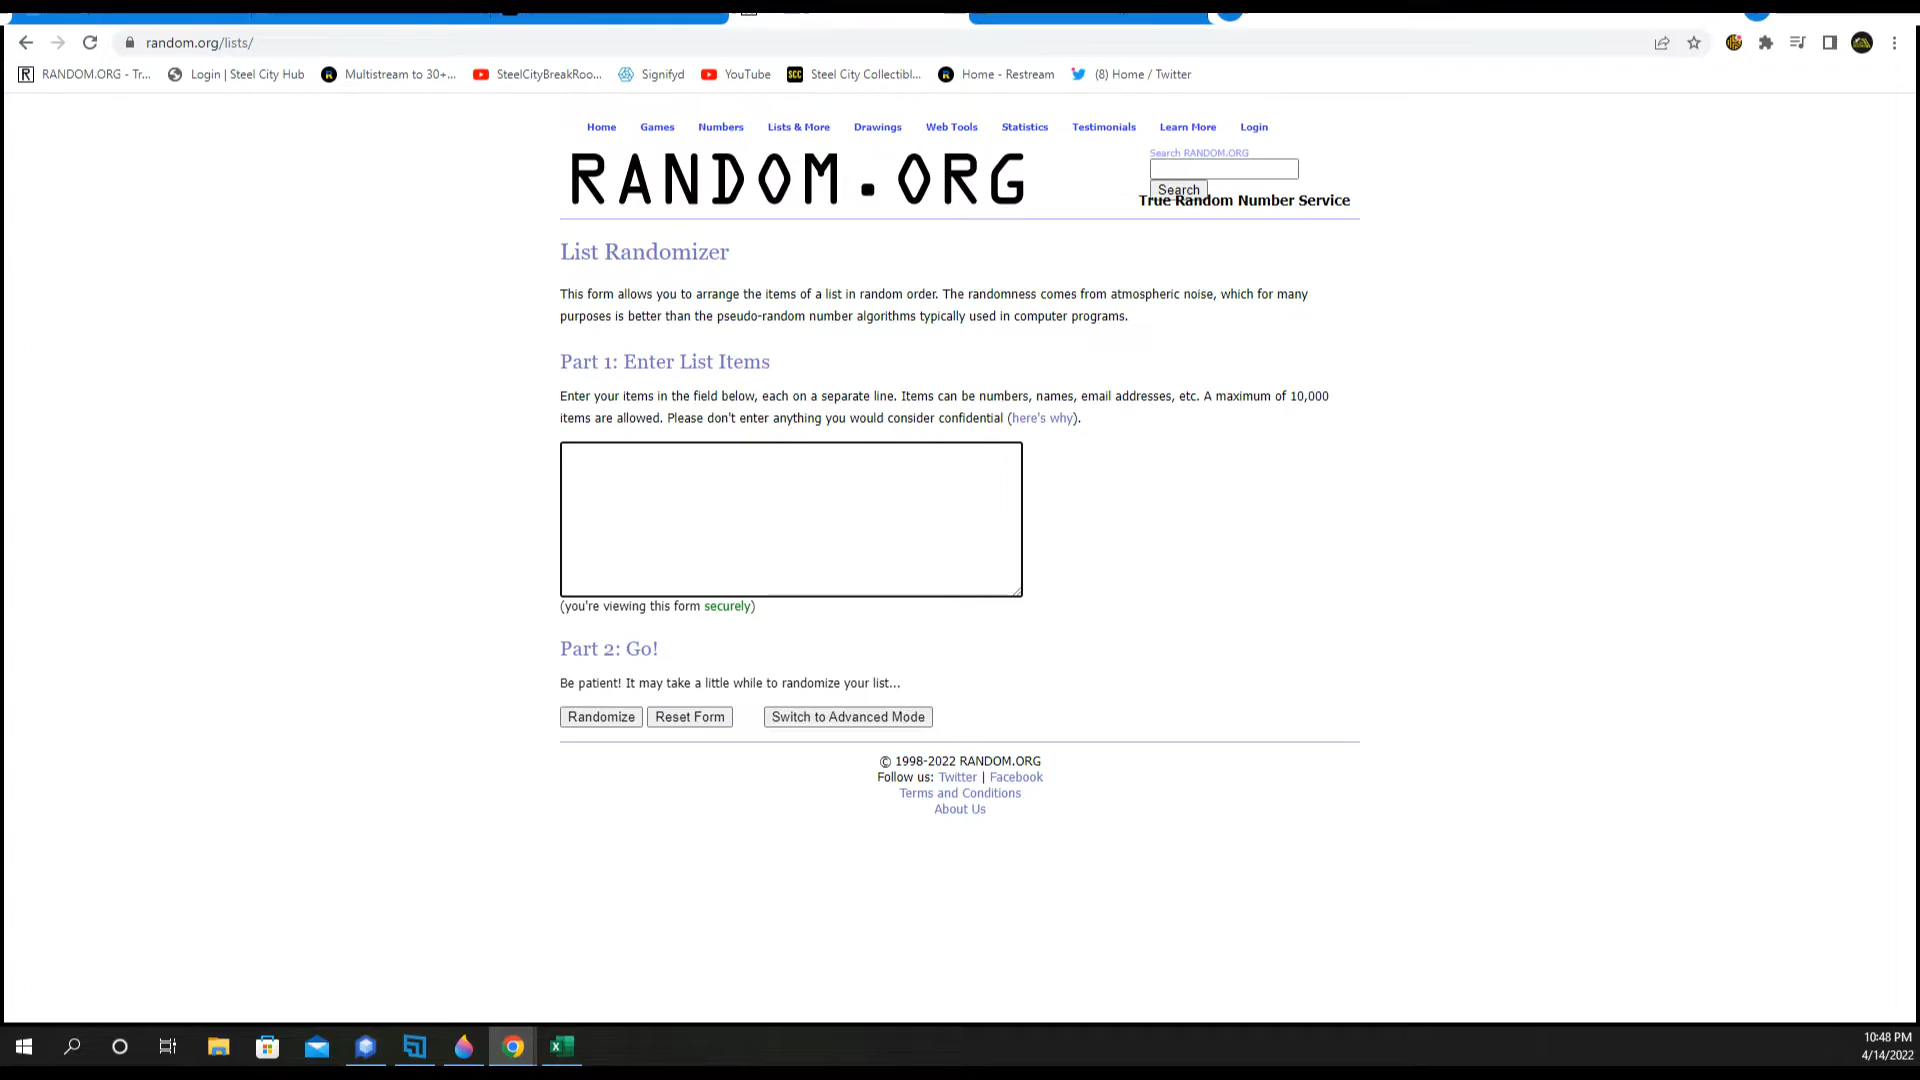 random.org/lists/
RANDOM.ORG - Tr...
Login | Steel City Hub
Multistream to 30+...
SteelCityBreakRoo...
Signifyd
YouTube
SCC
Steel City Collectibl...
Home - Restream
(8) Home / Twitter
Home Games Numbers Lists & More Drawings Web Tools Statistics Testimonials Learn More Login
RANDOM.ORG
Search RANDOM.ORG
Search
True Random Number Service
List Randomizer
This form allows you to arrange the items of a list in random order. The randomness comes from atmospheric noise, which for many
purposes is better than the pseudo-random number algorithms typically used in computer programs.
Part 1: Enter List Items
Enter your items in the field below, each on a separate line. Items can be numbers, names, email addresses, etc. A maximum of 10,000
items are allowed. Please don't enter anything you would consider confidential (here's why).
(you're viewing this form securely)
Part 2: Go!
Be patient! It may take a little while to randomize your list...
Randomize Reset Form Switch to Advanced Mode
© 1998-2022 RANDOM.ORG
Follow us: Twitter | Facebook
Terms and Conditions
About Us
10:48 PM
4/14/2022